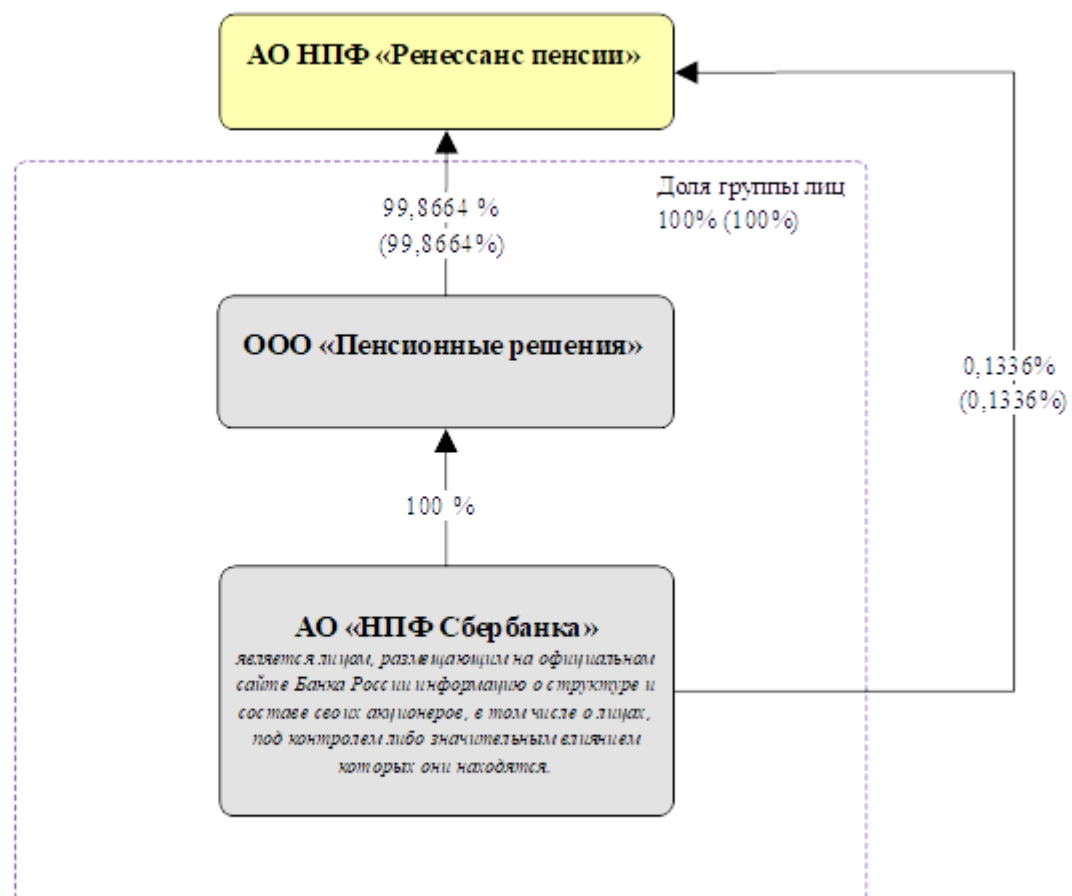 АО НПФ «Ренессанс пенсии»
Доля группы лиц
100% (100%)
99,8664 %
(99,8664%)
ООО «Пенсионные решения»
0,1336%
(0,1336%)
100 %
АО «НПФ Сбербанка»
является лицом, размещающим на официальном
сайте Банка России информацию о структуре и
составе своих акционеров, в том числе о лицах,
под контролем либо значительным влиянием
которых они находятся.